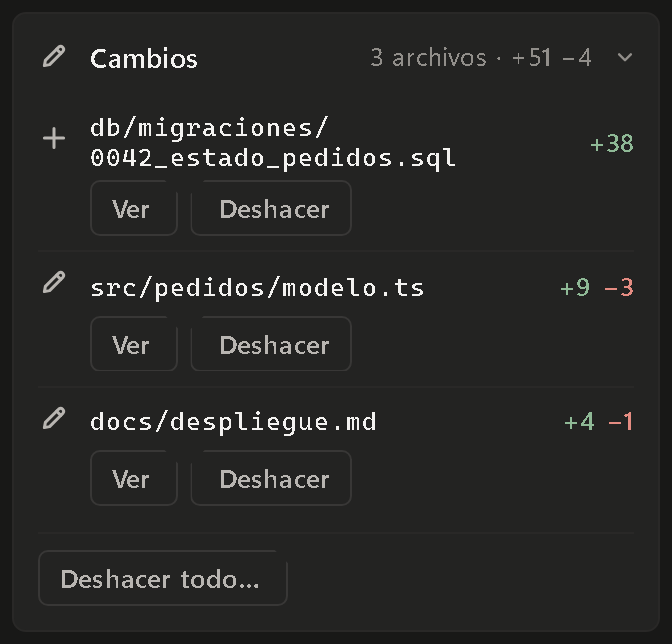 Cambios
3 archivos · +51 −4
db/migraciones/
0042_estado_pedidos.sql
+38
Ver
Deshacer
src/pedidos/modelo.ts
+9 −3
Ver
Deshacer
docs/despliegue.md
+4 −1
Ver
Deshacer
Deshacer todo...